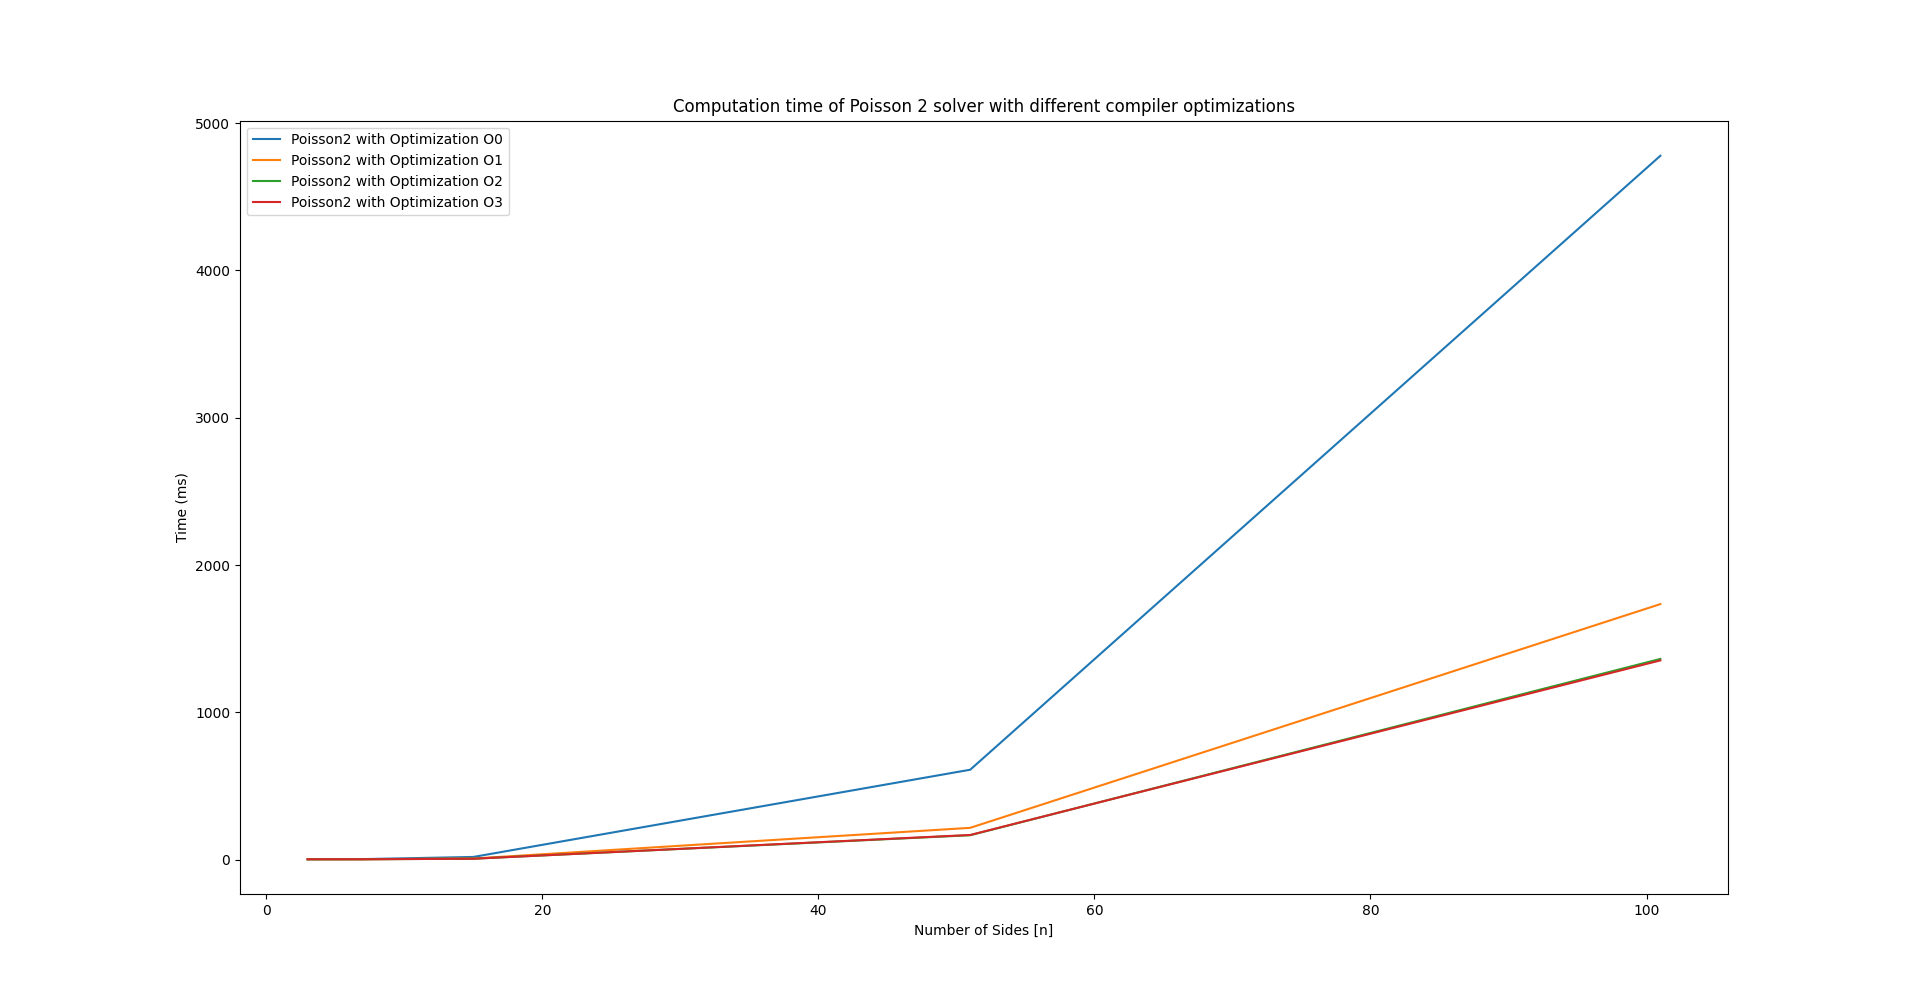 Computation time of Poisson 2 solver with different compiler optimizations
5000
4000
3000
2000
1000
0
Time (ms)
Poisson2 with Optimization O0
Poisson2 with Optimization O1
Poisson2 with Optimization O2
Poisson2 with Optimization O3
0 20 40 60 80 100
Number of Sides [n]